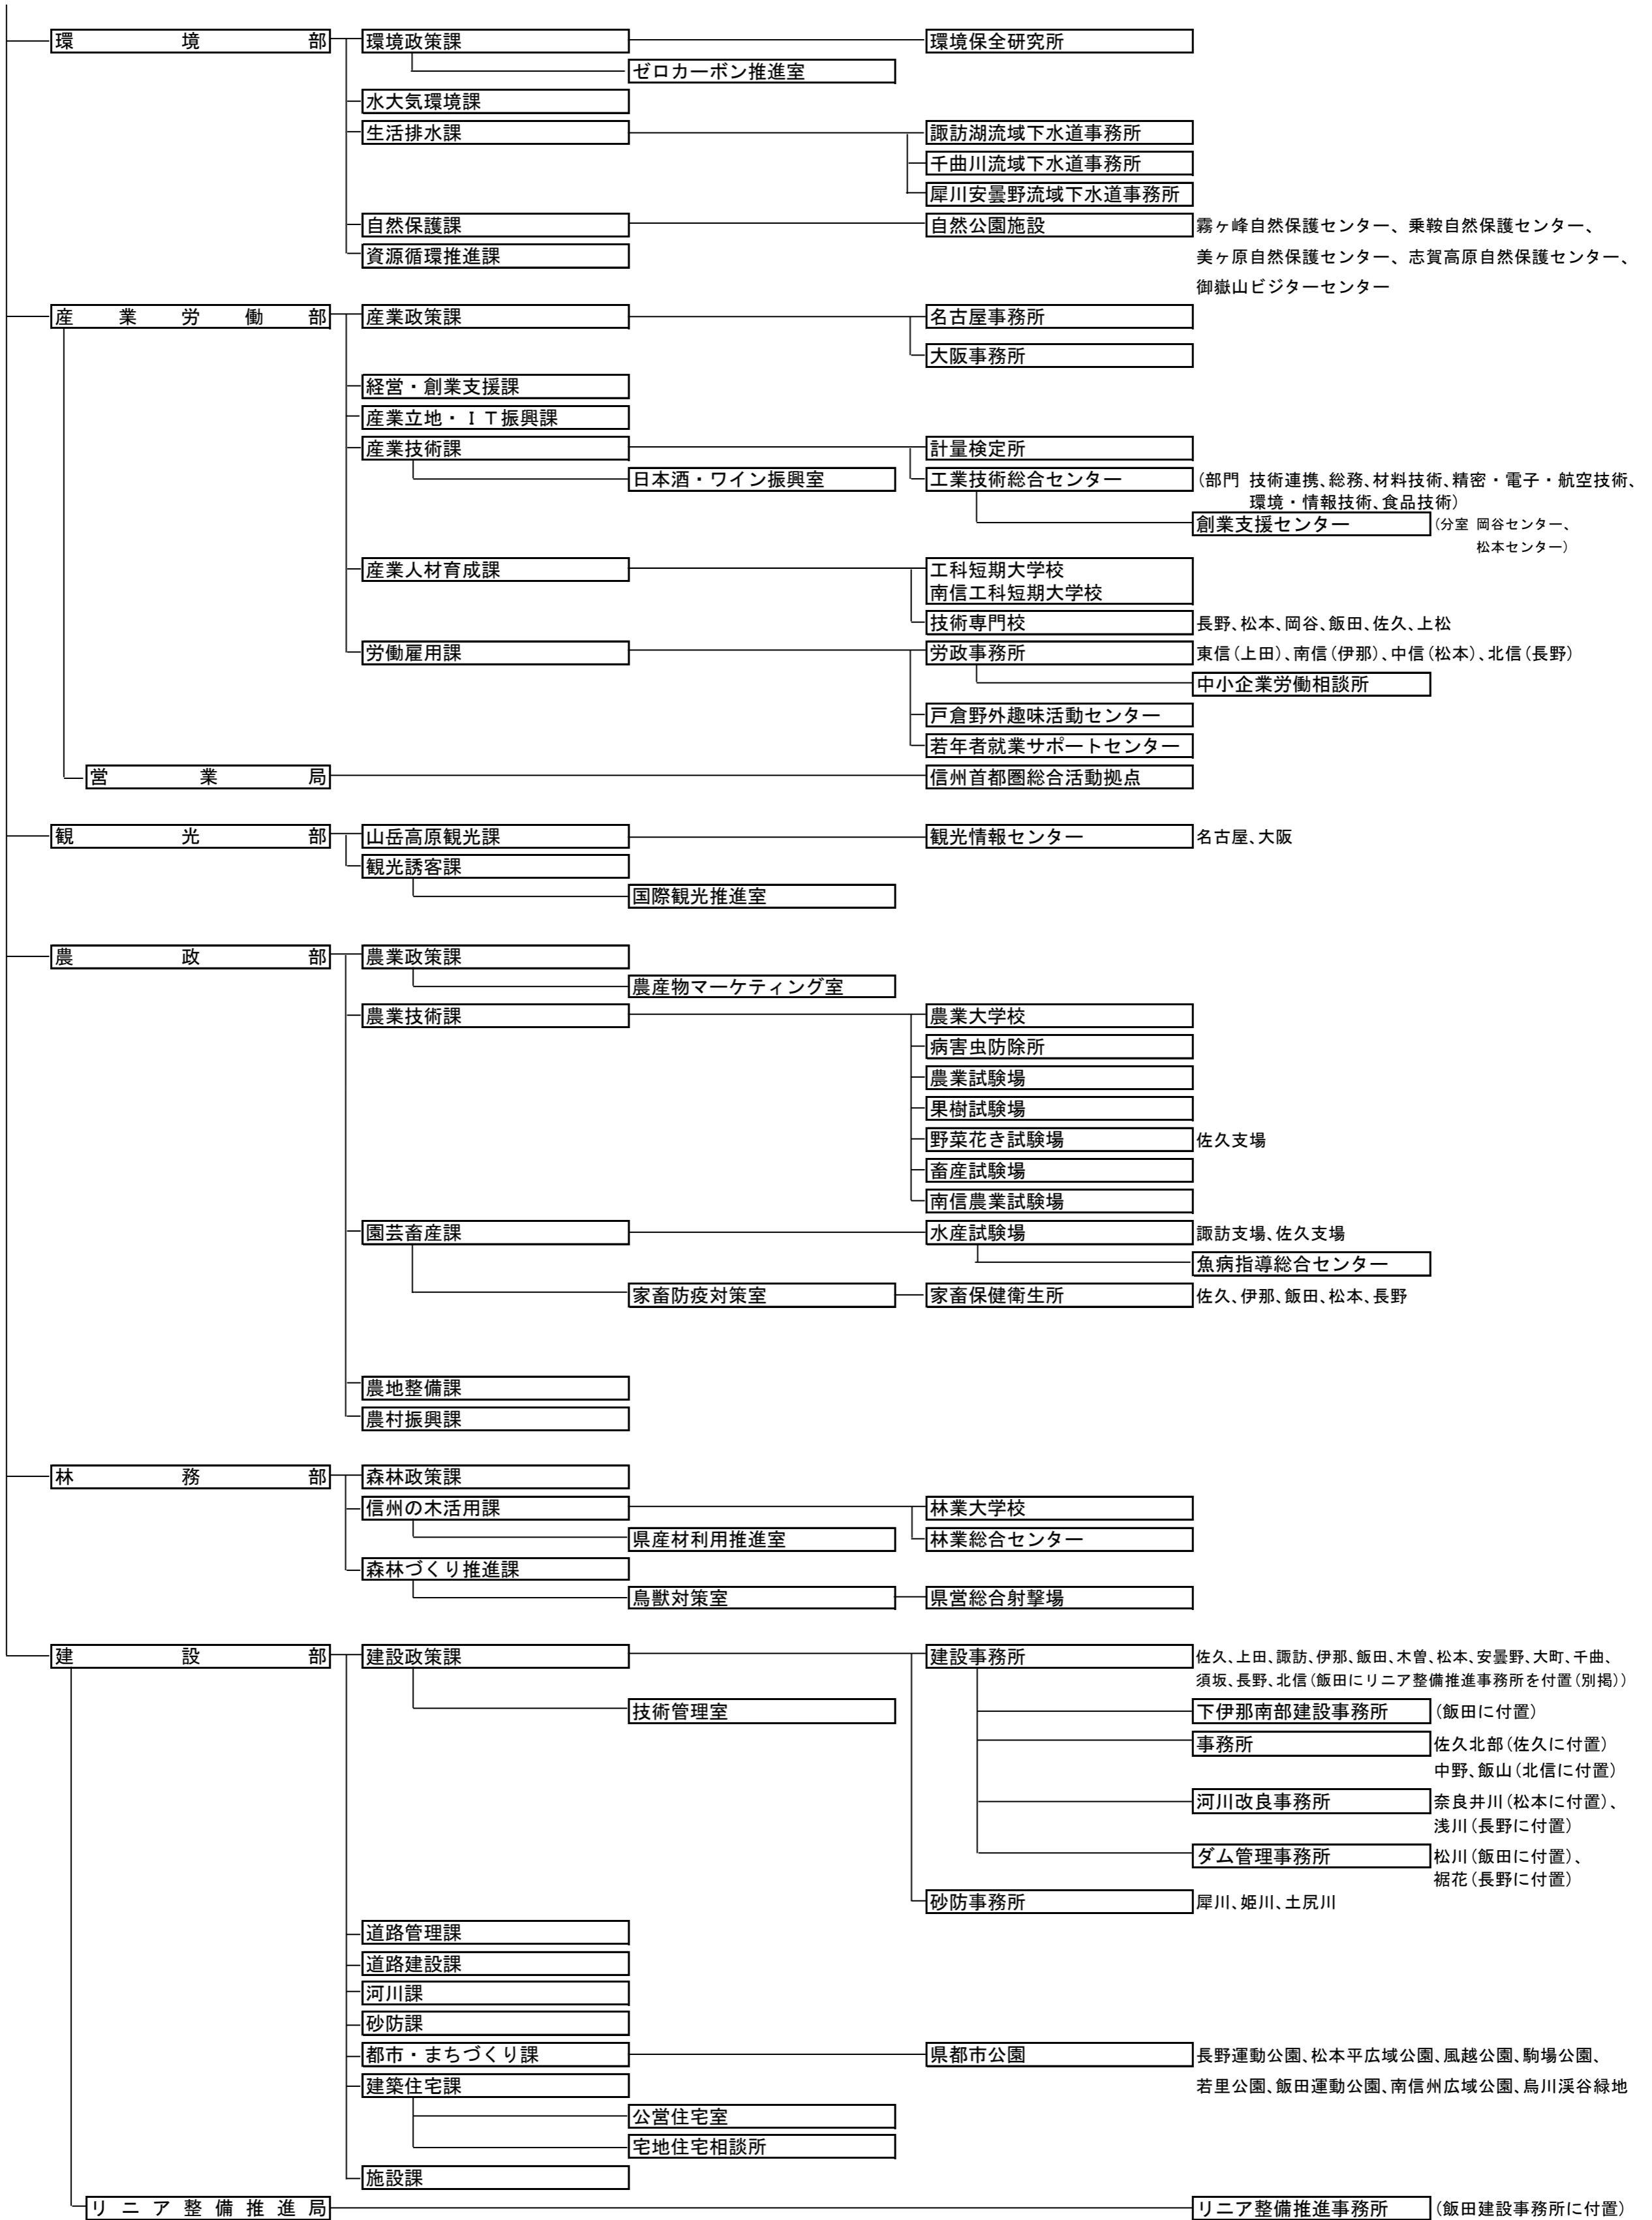 環境部 環境政策課 環境保全研究所
ゼロカーボン推進室
水大気環境課
生活排水課 諏訪湖流域下水道事務所
千曲川流域下水道事務所
犀川安曇野流域下水道事務所
自然保護課 自然公園施設 霧ヶ峰自然保護センター、乗鞍自然保護センター、
資源循環推進課 美ヶ原自然保護センター、志賀高原自然保護センター、
御嶽山ビジターセンター
産業労働部 産業政策課 名古屋事務所
大阪事務所
経営・創業支援課
産業立地・ＩＴ振興課
産業技術課 計量検定所
日本酒・ワイン振興室 工業技術総合センター (部門 技術連携、総務、材料技術、精密・電子・航空技術、
環境・情報技術、食品技術)
創業支援センター (分室 岡谷センター、
松本センター)
産業人材育成課 工科短期大学校
南信工科短期大学校
技術専門校 長野、松本、岡谷、飯田、佐久、上松
労働雇用課 労政事務所 東信(上田)、南信(伊那)、中信(松本)、北信(長野)
中小企業労働相談所
戸倉野外趣味活動センター
若年者就業サポートセンター
営業局 信州首都圏総合活動拠点
観光部 山岳高原観光課 観光情報センター 名古屋、大阪
観光誘客課
国際観光推進室
農政部 農業政策課
農産物マーケティング室
農業技術課 農業大学校
病害虫防除所
農業試験場
果樹試験場
野菜花き試験場 佐久支場
畜産試験場
南信農業試験場
園芸畜産課 水産試験場 諏訪支場、佐久支場
魚病指導総合センター
家畜防疫対策室 家畜保健衛生所 佐久、伊那、飯田、松本、長野
農地整備課
農村振興課
林務部 森林政策課
信州の木活用課 林業大学校
県産材利用推進室 林業総合センター
森林づくり推進課
鳥獣対策室 県営総合射撃場
建設部 建設政策課 建設事務所 佐久、上田、諏訪、伊那、飯田、木曽、松本、安曇野、大町、千曲、
須坂、長野、北信(飯田にリニア整備推進事務所を付置(別掲))
技術管理室 下伊那南部建設事務所 (飯田に付置)
事務所 佐久北部(佐久に付置)
中野、飯山(北信に付置)
河川改良事務所 奈良井川(松本に付置)、
浅川(長野に付置)
ダム管理事務所 松川(飯田に付置)、
裾花(長野に付置)
砂防事務所 犀川、姫川、土尻川
道路管理課
道路建設課
河川課
砂防課
都市・まちづくり課 県都市公園 長野運動公園、松本平広域公園、風越公園、駒場公園、
建築住宅課 若里公園、飯田運動公園、南信州広域公園、烏川渓谷緑地
公営住宅室
宅地住宅相談所
施設課
リニア整備推進局 リニア整備推進事務所 (飯田建設事務所に付置)